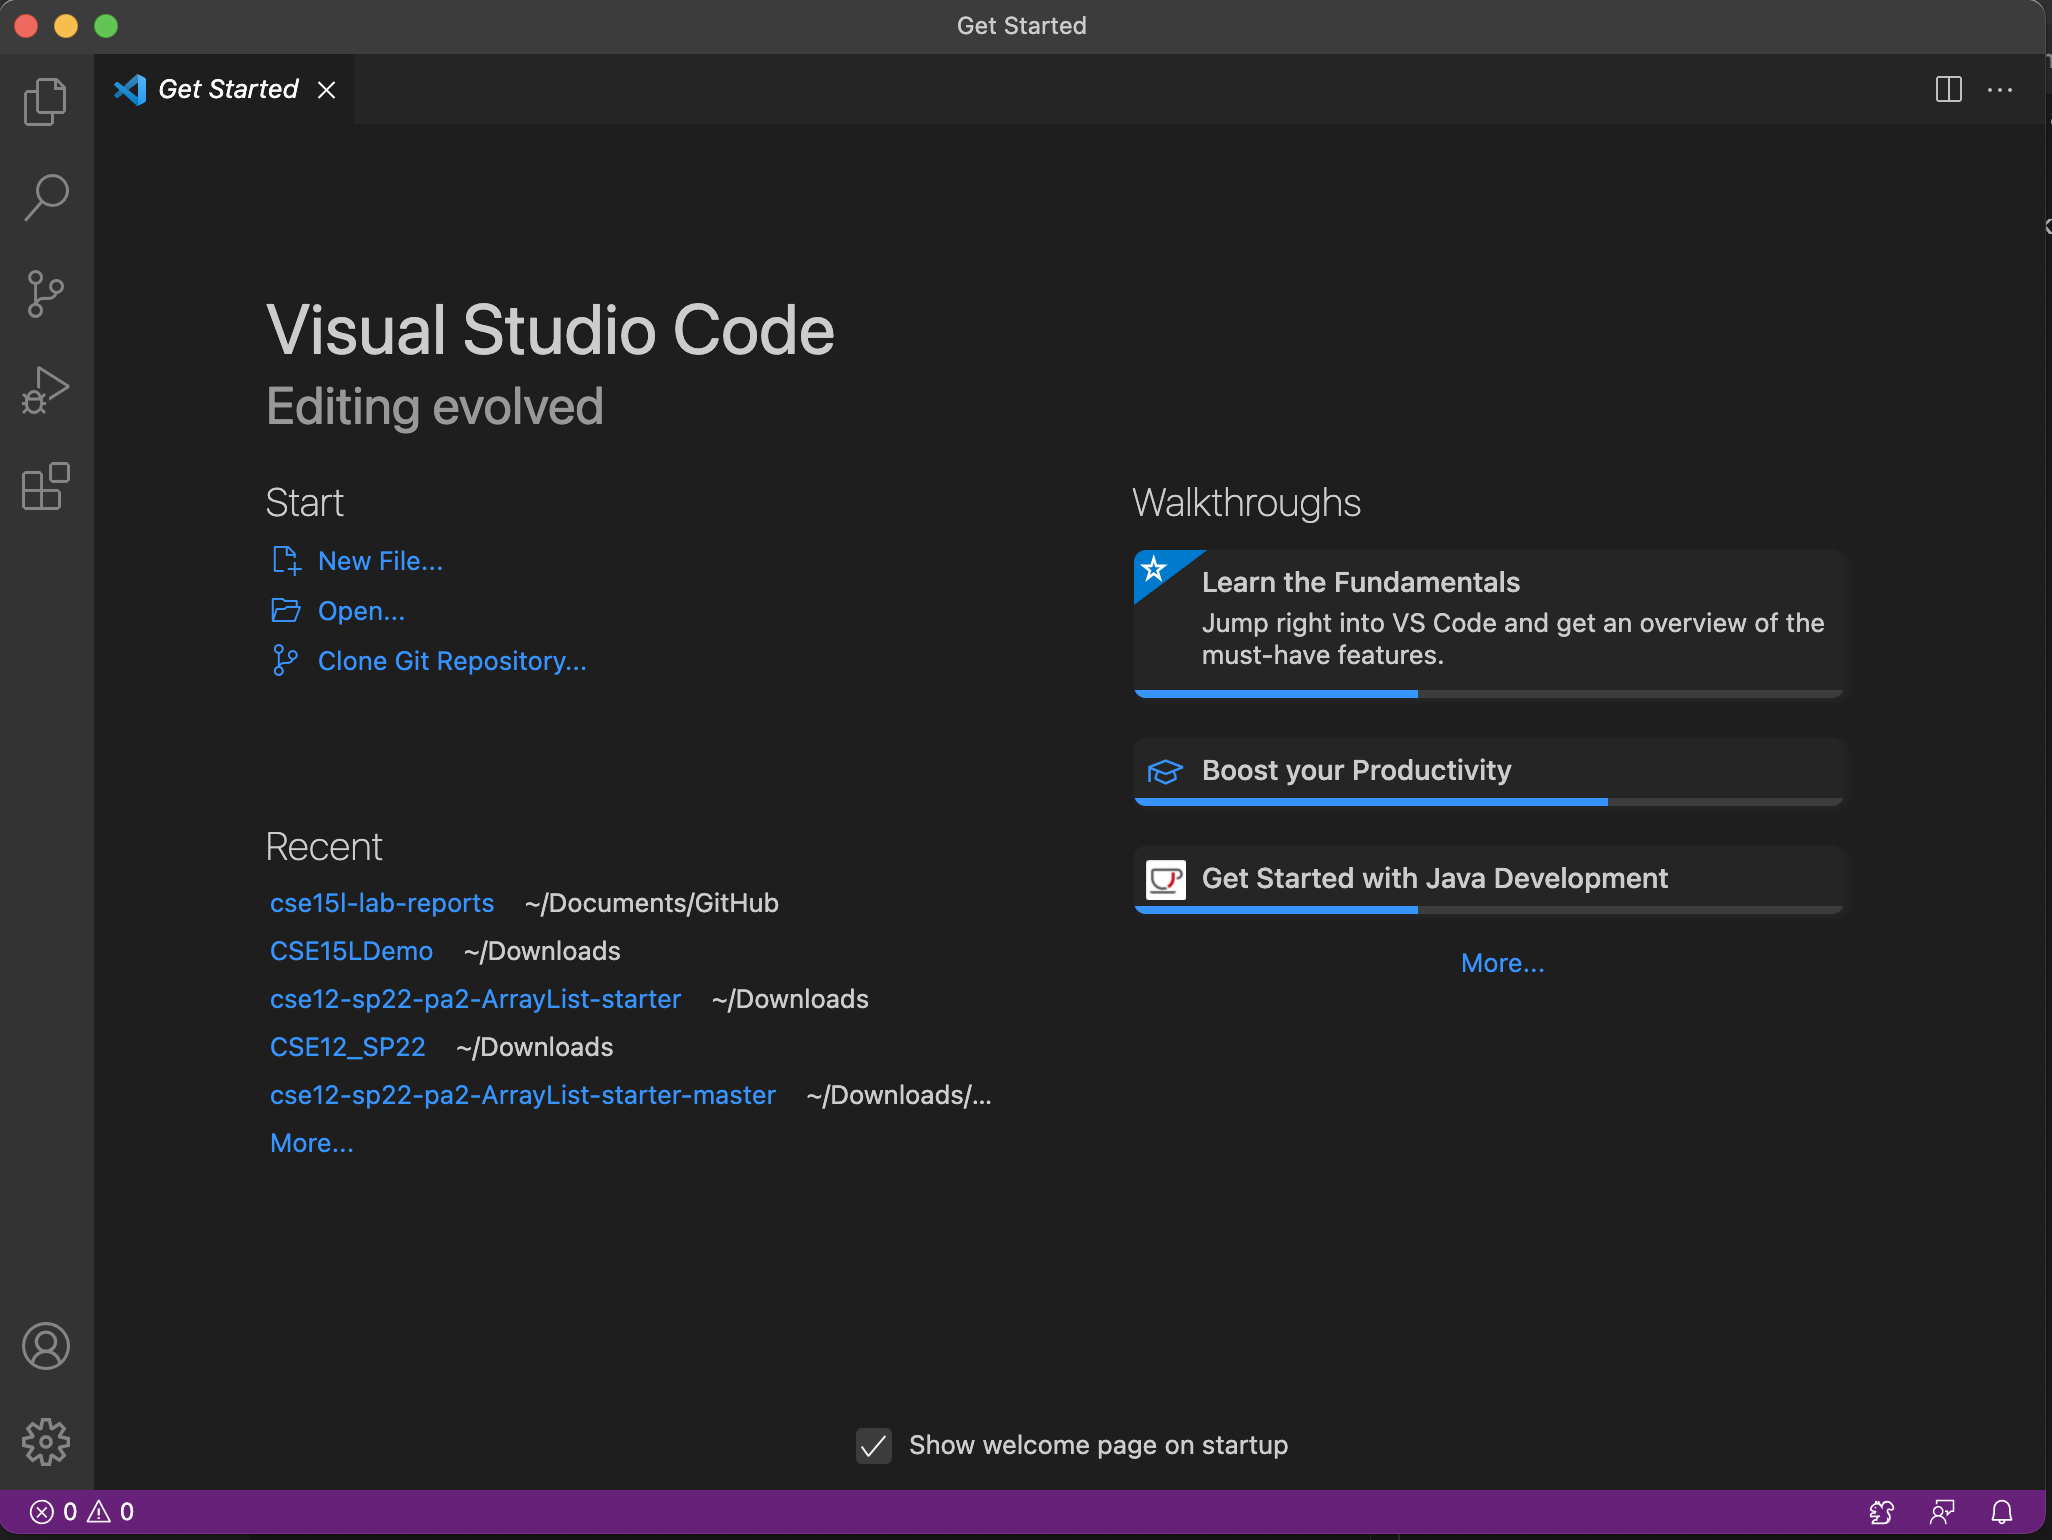 Get Started
Get Started
Visual Studio Code
Editing evolved
Start
New File...
Open...
Clone Git Repository...
Recent
cse15l-lab-reports ~/Documents/GitHub
CSE15LDemo ~/Downloads
cse12-sp22-pa2-ArrayList-starter ~/Downloads
CSE12_SP22 ~/Downloads
cse12-sp22-pa2-ArrayList-starter-master ~/Downloads/...
More...
Walkthroughs
Learn the Fundamentals
Jump right into VS Code and get an overview of the
must-have features.
Boost your Productivity
Get Started with Java Development
More...
Show welcome page on startup
0 0